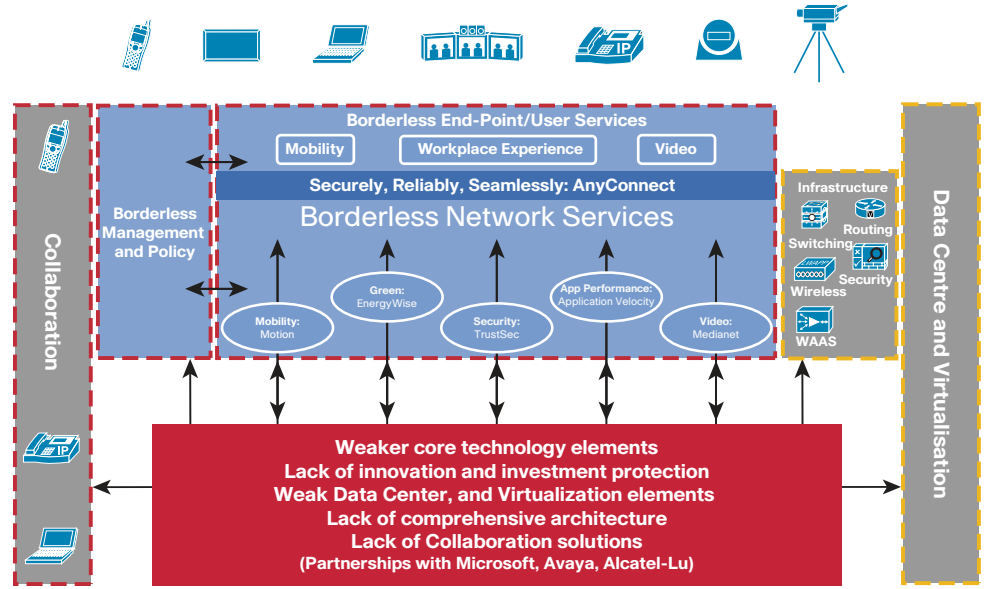 IP
Borderless End-Point/User Services
Mobility
Workplace Experience
Video
Securely, Reliably, Seamlessly: AnyConnect
Borderless Network Services
Borderless
Management
and Policy
Green:
EnergyWise
App Performance:
Application Velocity
Mobility:
Motion
Security:
TrustSec
Video:
Medianet
Infrastructure
Routing
Switching
Security
Wireless
WAAS
Collaboration
IP
Data Centre and Virtualisation
Weaker core technology elements
Lack of innovation and investment protection
Weak Data Center, and Virtualization elements
Lack of comprehensive architecture
Lack of Collaboration solutions
(Partnerships with Microsoft, Avaya, Alcatel-Lu)